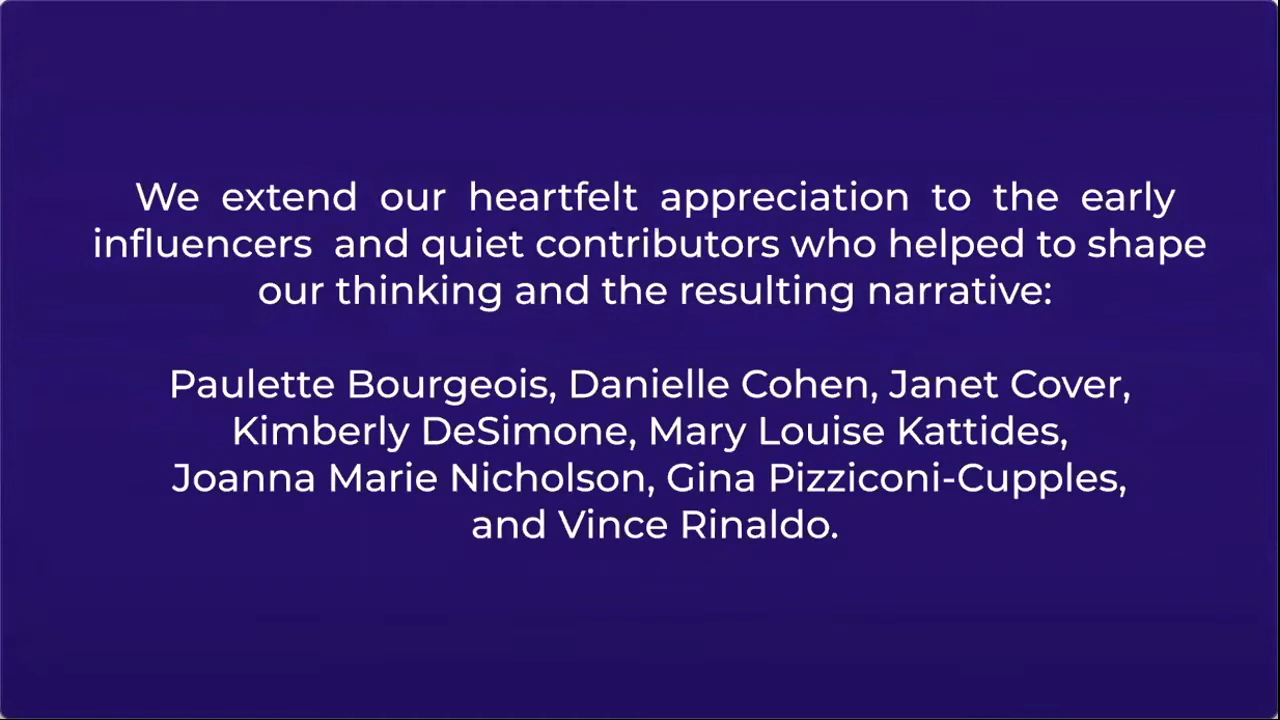 We extend our heartfelt appreciation to the early
influencers and quiet contributors who helped to shape
our thinking and the resulting narrative:
Paulette Bourgeois, Danielle Cohen, Janet Cover,
Kimberly DeSimone, Mary Louise Kattides,
Joanna Marie Nicholson, Gina Pizziconi-Cupples,
and Vince Rinaldo.